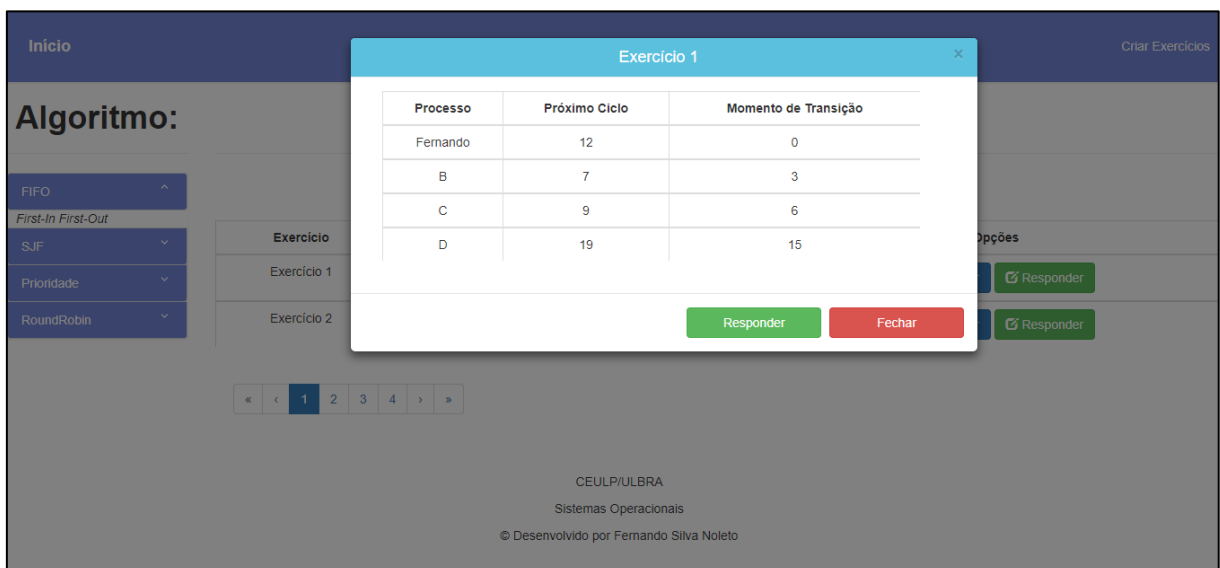 Início
Criar Exercícios
Exercício 1
×
Processo Próximo Ciclo Momento de Transição
Fernando 12 0
B 7 3
C 9 6
D 19 15
Responder Fechar
Algoritmo:
FIFO
First-In First-Out
SJF
Prioridade
RoundRobin
Exercício
Exercício 1 Responder
Exercício 2 Responder
« ‹ 1 2 3 4 › »
CEULP/ULBRA
Sistemas Operacionais
© Desenvolvido por Fernando Silva Noleto